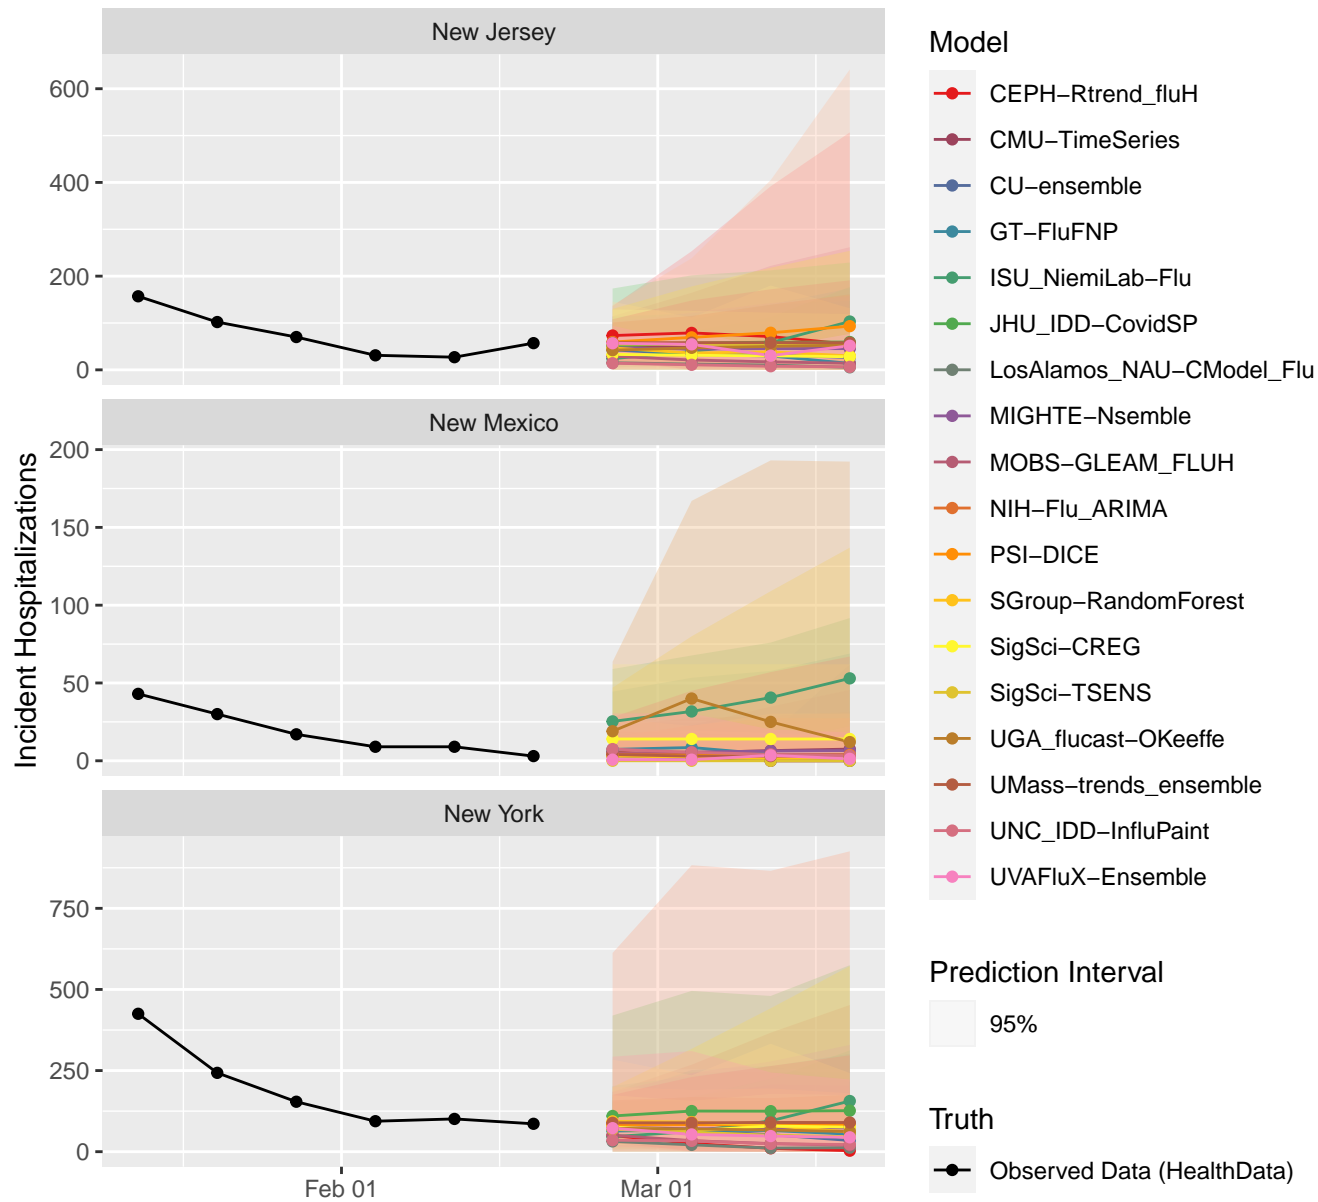 New Jersey
600
400
200
0
New Mexico
200
150
100
50
0
New York
750
500
250
0
Feb 01
Mar 01
Incident Hospitalizations
Model
CEPH−Rtrend_fluH
CMU−TimeSeries
CU−ensemble
GT−FluFNP
ISU_NiemiLab−Flu
JHU_IDD−CovidSP
LosAlamos_NAU−CModel_Flu
MIGHTE−Nsemble
MOBS−GLEAM_FLUH
NIH−Flu_ARIMA
PSI−DICE
SGroup−RandomForest
SigSci−CREG
SigSci−TSENS
UGA_flucast−OKeeffe
UMass−trends_ensemble
UNC_IDD−InfluPaint
UVAFluX−Ensemble
Prediction Interval
95%
Truth
Observed Data (HealthData)